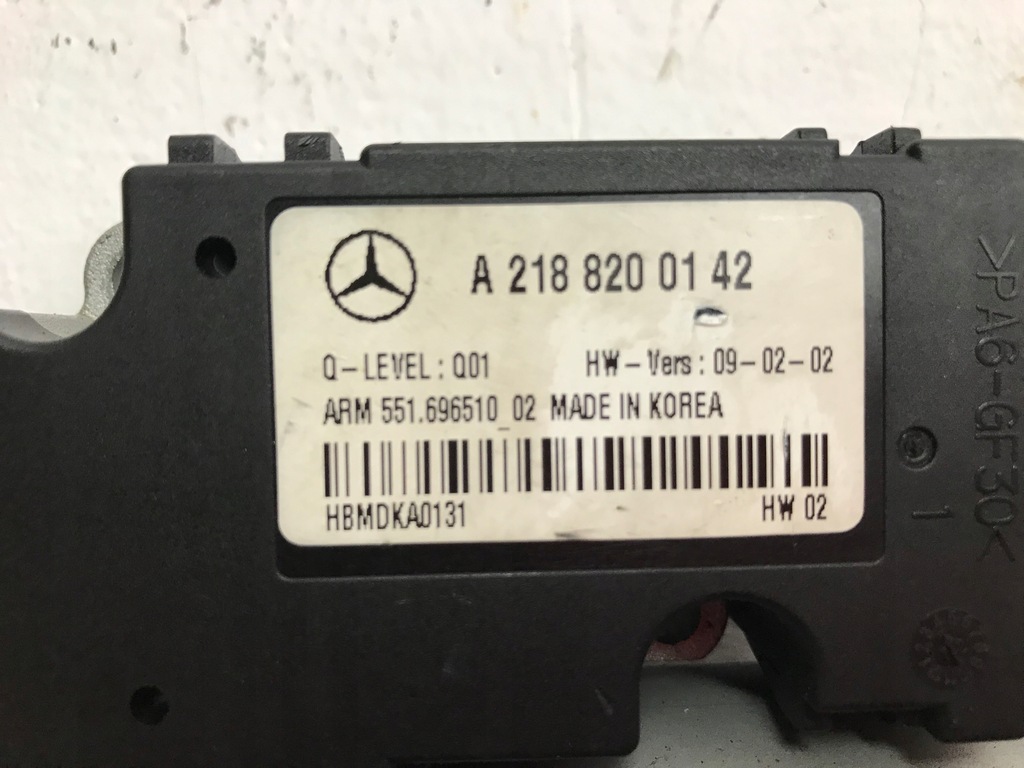 A 218 820 01 42
Q-LEVEL: Q01 HW-Vers: 09-02-02
ARM 551.696510_02 MADE IN KOREA
HBMDKA0131 HW 02
>PA6-GF30<
1